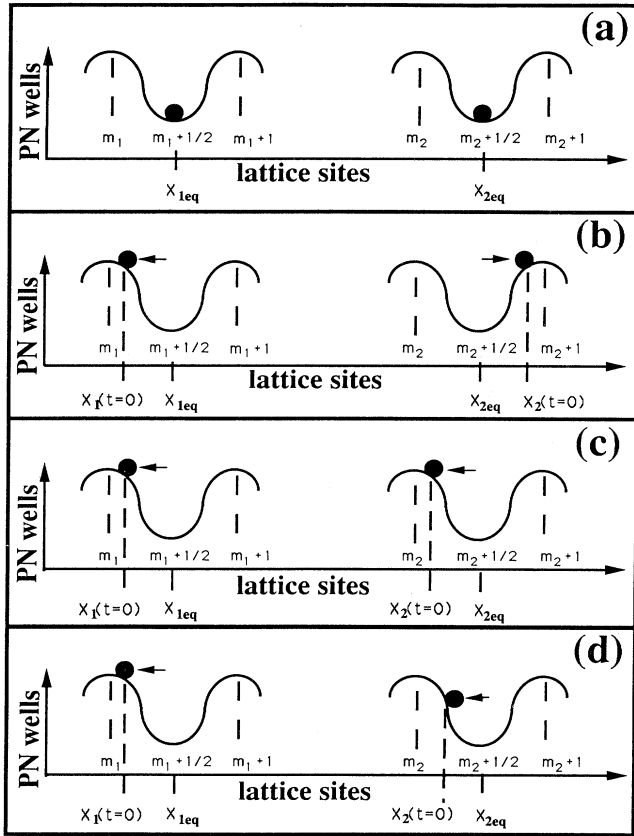 (a)
PN wells
m₁ m₁+1/2 m₁+1 m₂ m₂+1/2 m₂+1
lattice sites
X₁eq X₂eq
(b)
PN wells
m₁ m₁+1/2 m₁+1 m₂ m₂+1/2 m₂+1
lattice sites
X₁(t=0) X₁eq X₂eq X₂(t=0)
(c)
PN wells
m₁ m₁+1/2 m₁+1 m₂ m₂+1/2 m₂+1
lattice sites
X₁(t=0) X₁eq X₂(t=0) X₂eq
(d)
PN wells
m₁ m₁+1/2 m₁+1 m₂ m₂+1/2 m₂+1
lattice sites
X₁(t=0) X₁eq X₂(t=0) X₂eq